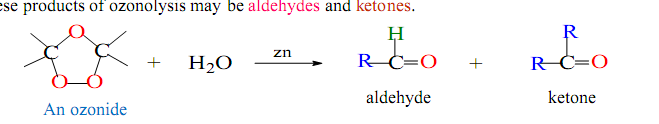 ese products of ozonolysis may be aldehydes and ketones.
O H R
C C + H₂O zn R—C=O + R—C=O
O—O
aldehyde ketone
An ozonide